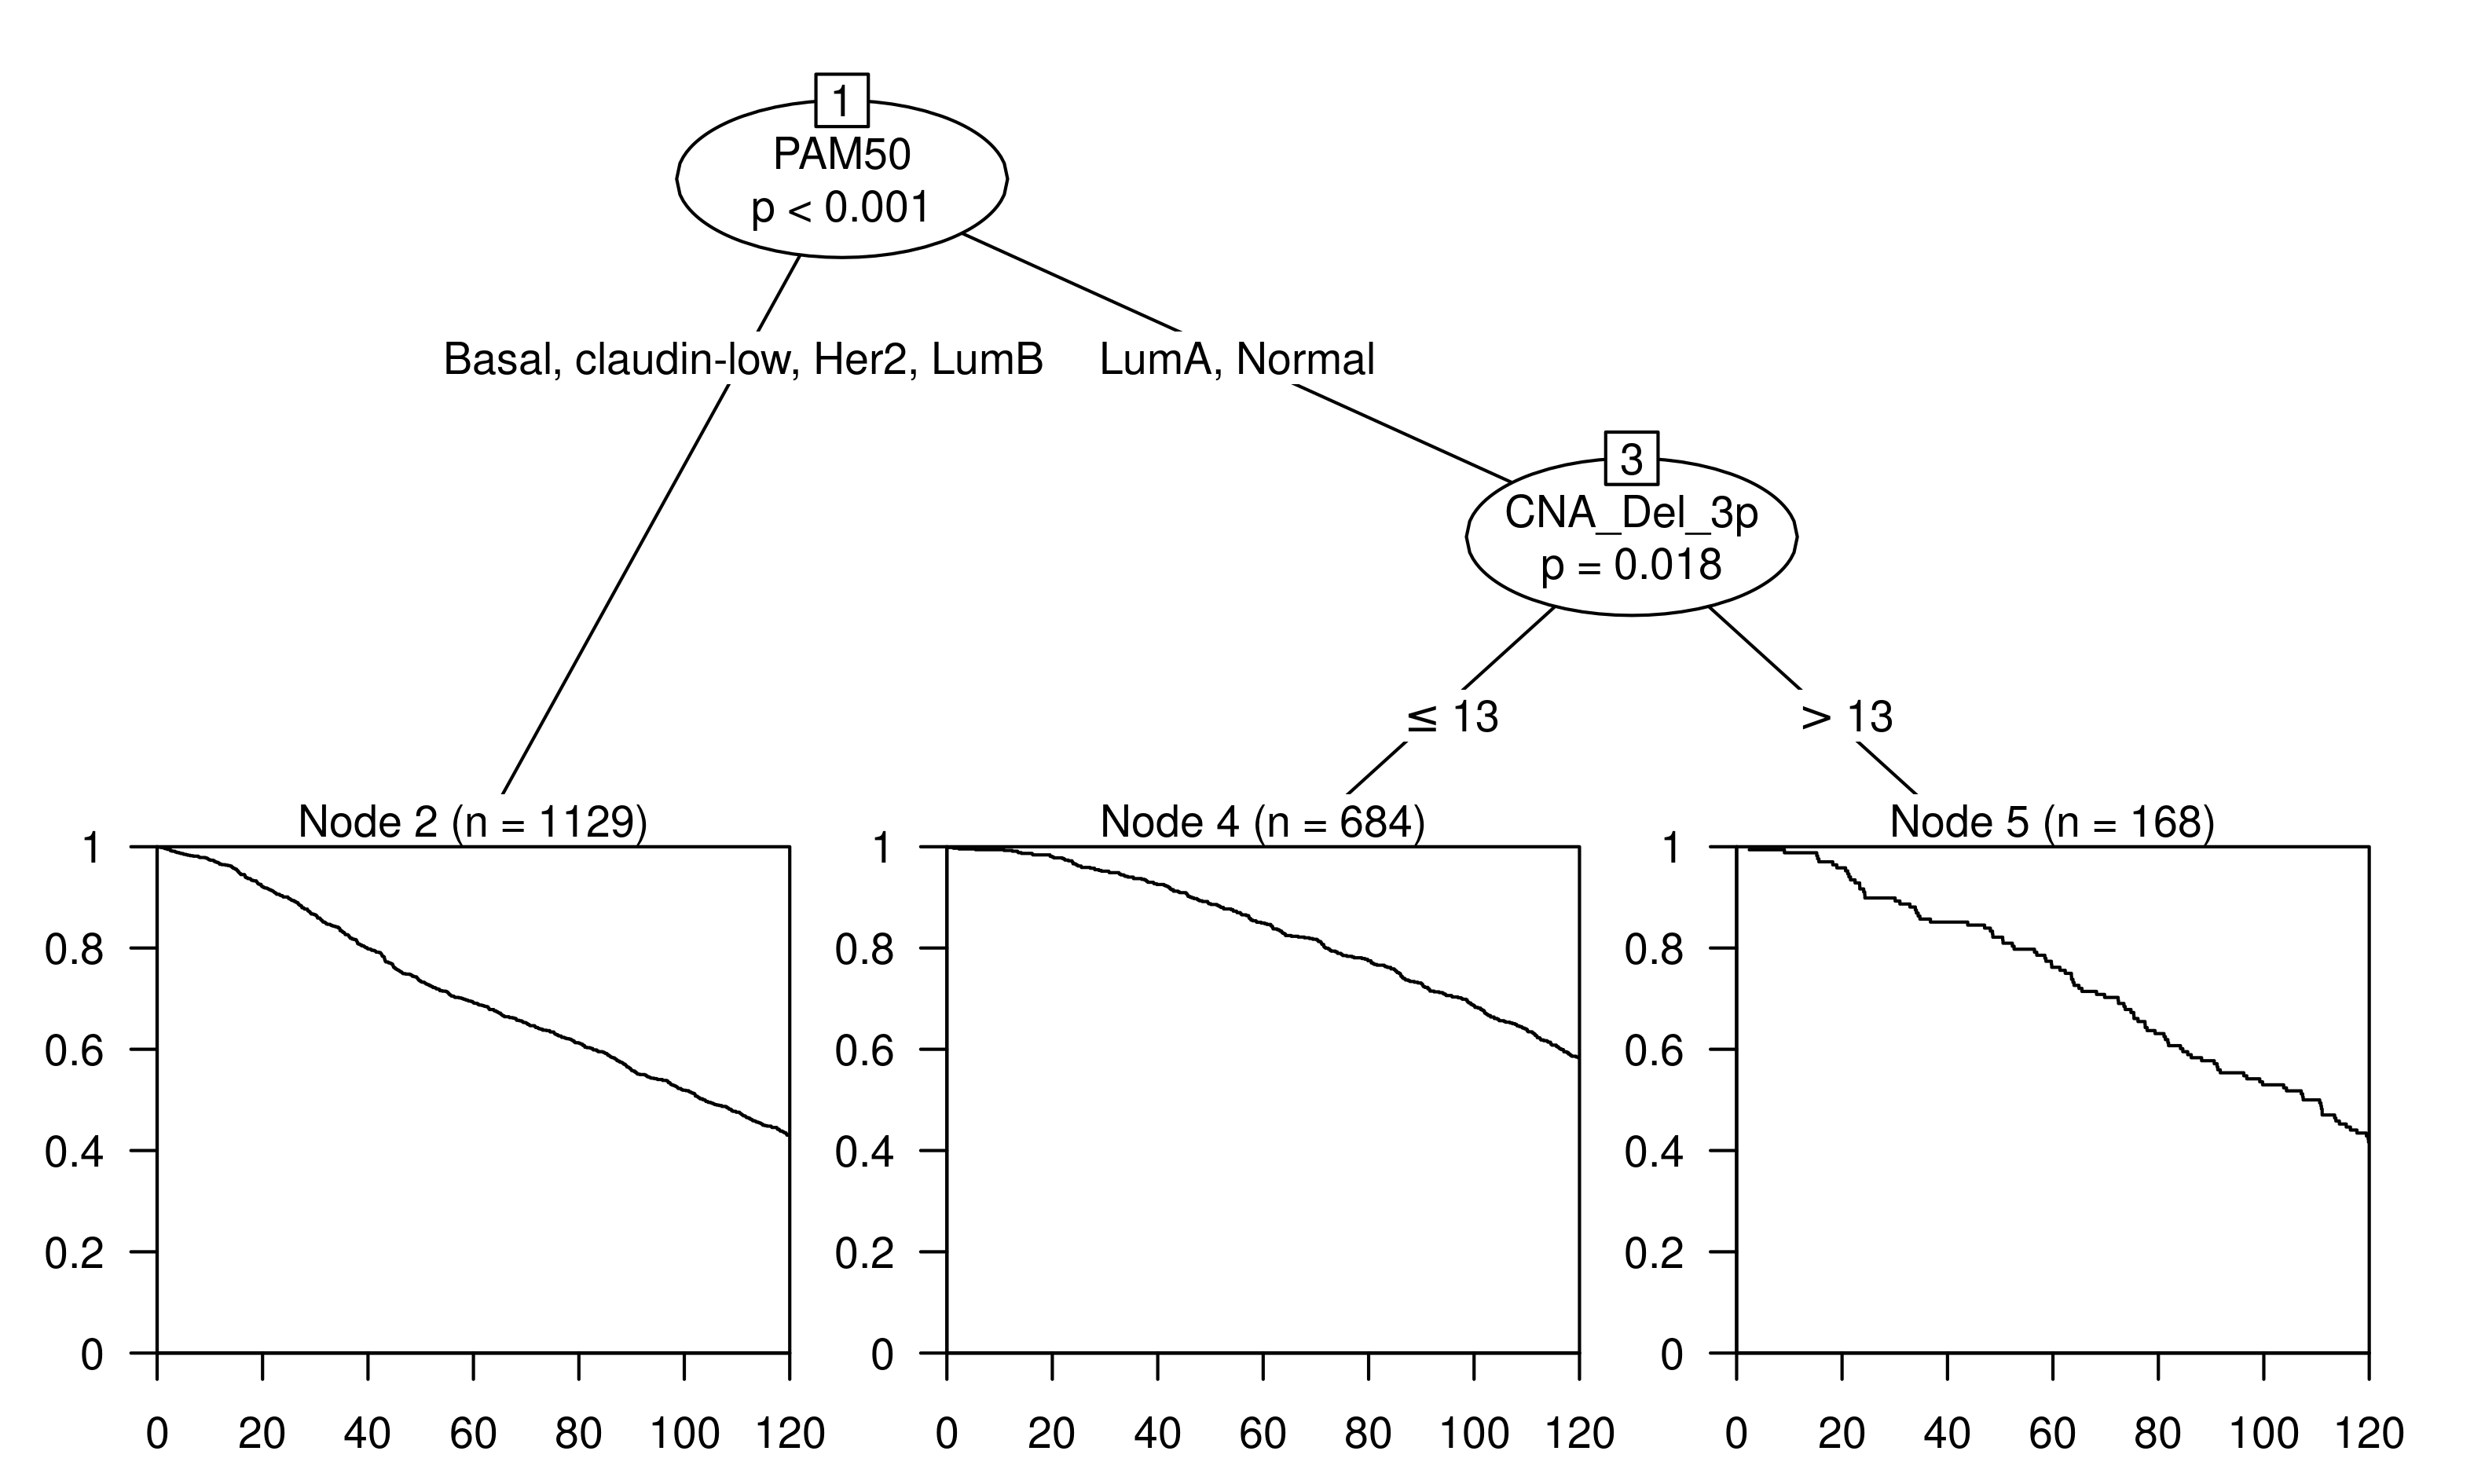 1
PAM50
p < 0.001
Basal, claudin-low, Her2, LumB
LumA, Normal
3
CNA_Del_3p
p = 0.018
≤ 13
> 13
Node 2 (n = 1129)
1
0.8
0.6
0.4
0.2
0
0 20 40 60 80 100 120
Node 4 (n = 684)
1
0.8
0.6
0.4
0.2
0
0 20 40 60 80 100 120
Node 5 (n = 168)
1
0.8
0.6
0.4
0.2
0
0 20 40 60 80 100 120